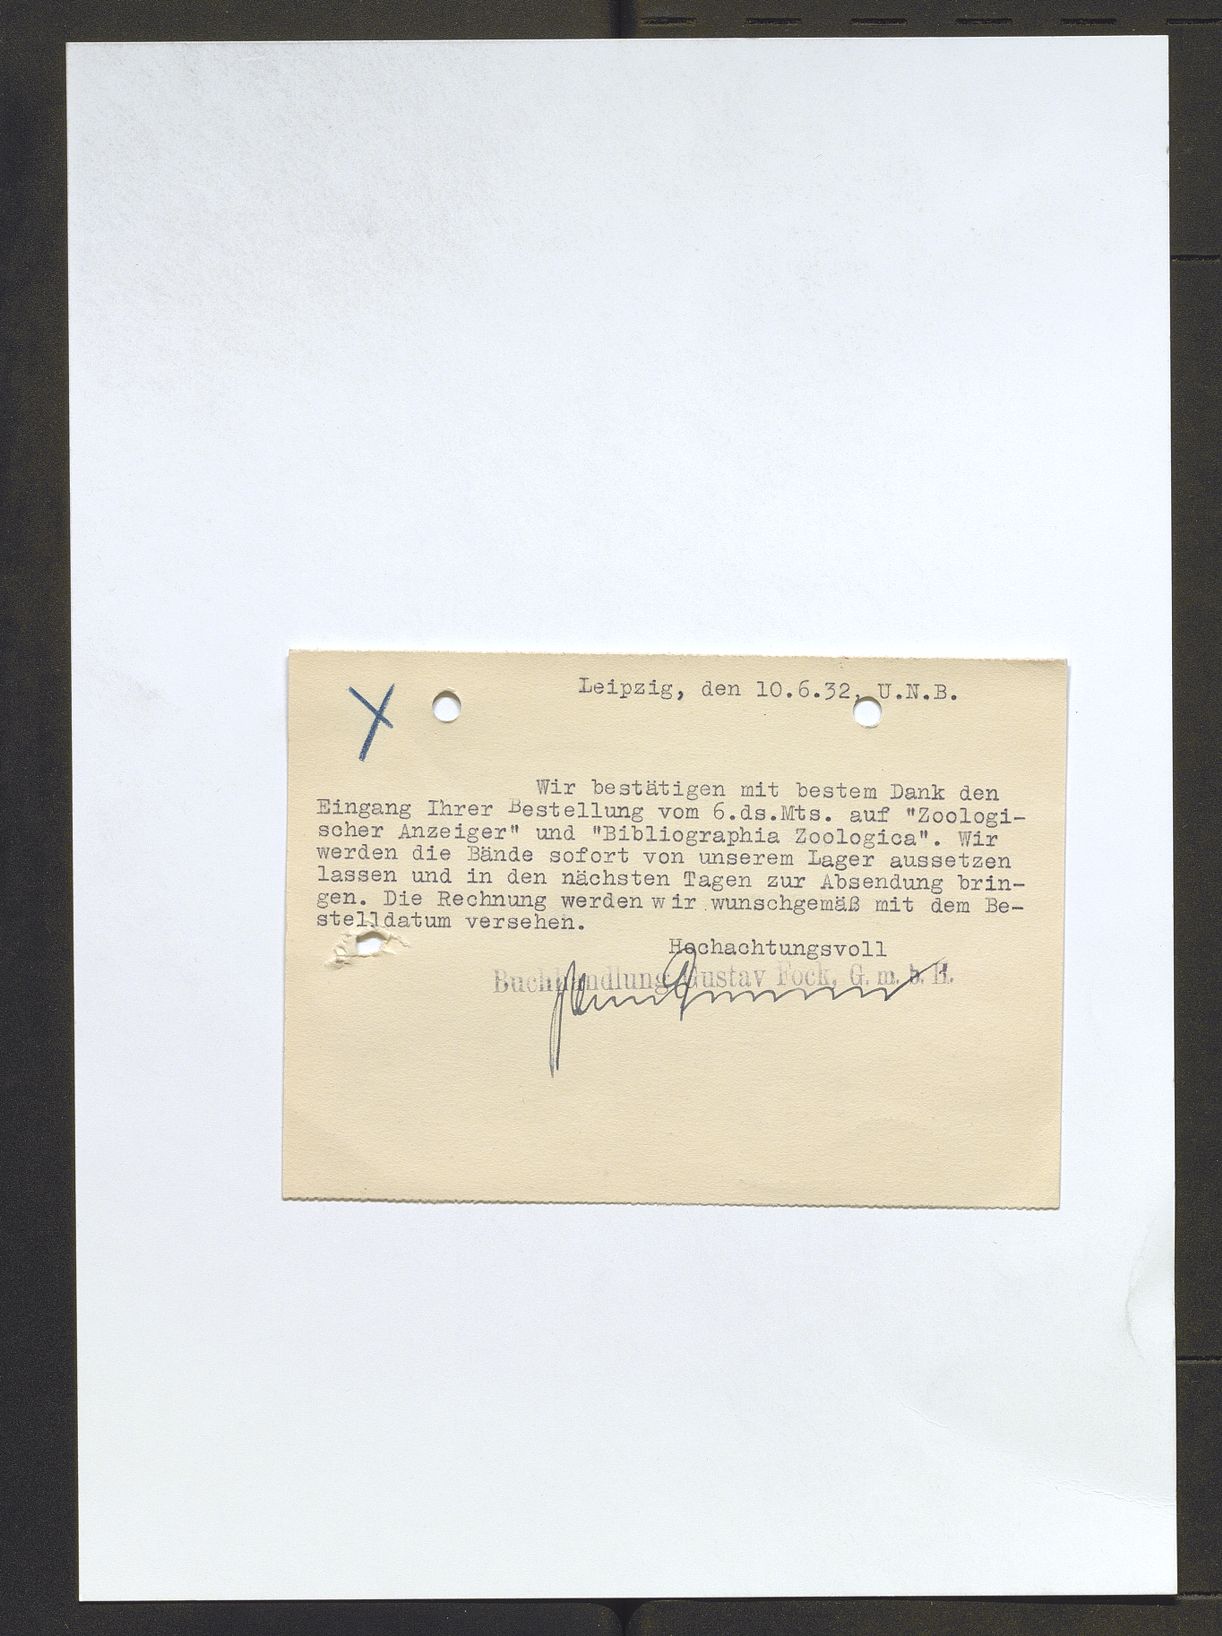 Leipzig, den 10.6.32, U.N.B.
Wir bestätigen mit bestem Dank den
Eingang Ihrer Bestellung vom 6.ds.Mts. auf "Zoologi-
scher Anzeiger" und "Bibliographia Zoologica". Wir
werden die Bände sofort von unserem Lager aussetzen
lassen und in den nächsten Tagen zur Absendung brin-
gen. Die Rechnung werden wir wunschgemäß mit dem Be-
stelldatum versehen.
Hochachtungsvoll
Buchhandlung Gustav Fock, G. m. b. H.